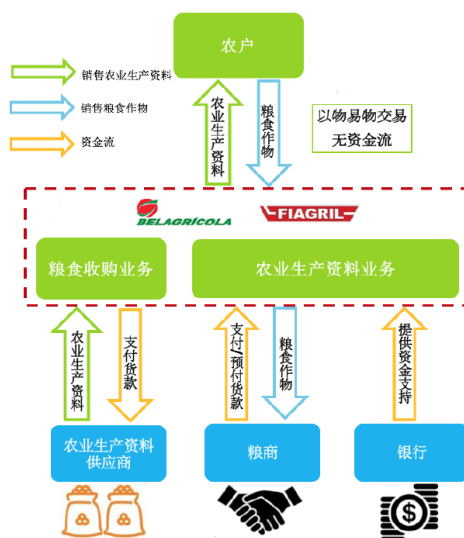 农户
销售农业生产资料
销售粮食作物
资金流
农业生产资料
粮食作物
以物易物交易
无资金流
BELAGRÍCOLA
FIAGRIL
粮食收购业务
农业生产资料业务
农业生产资料
支付货款
支付/预付货款
粮食作物
提供资金支持
农业生产资料
供应商
粮商
银行
$